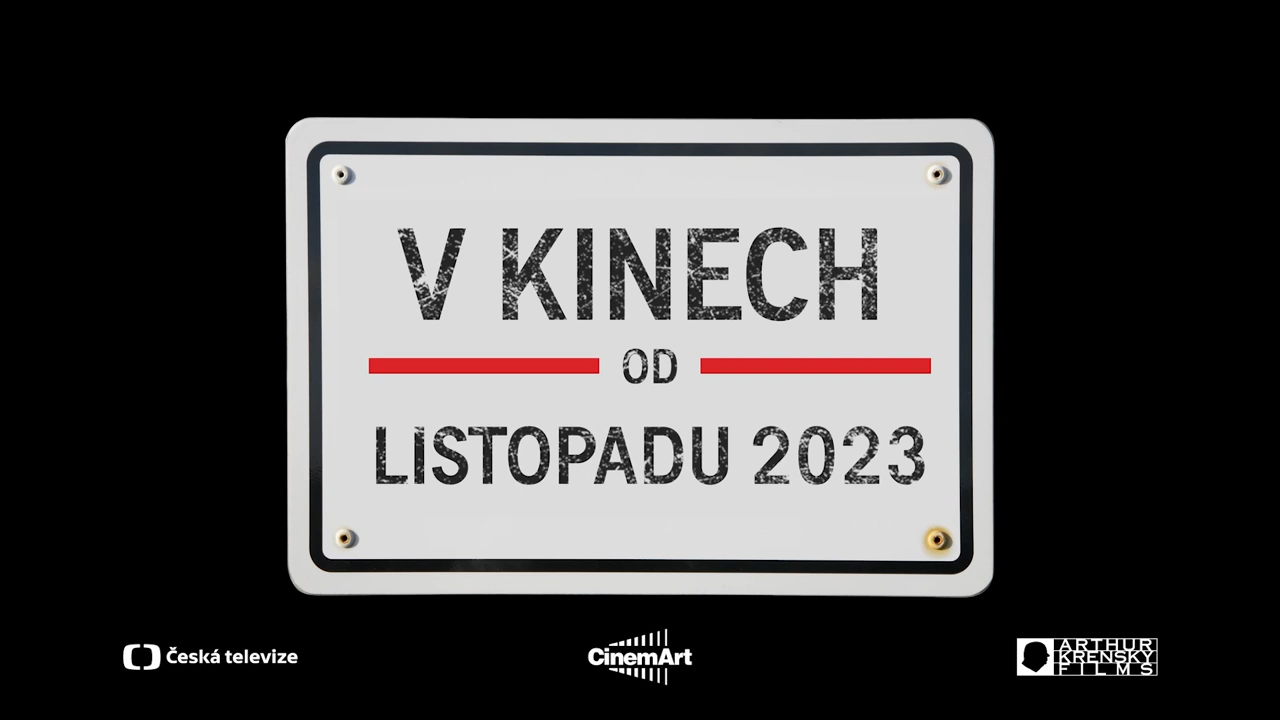 V KINECH
OD
LISTOPADU 2023
Česká televize
CinemArt
ARTHUR
KRENSKY
FILMS